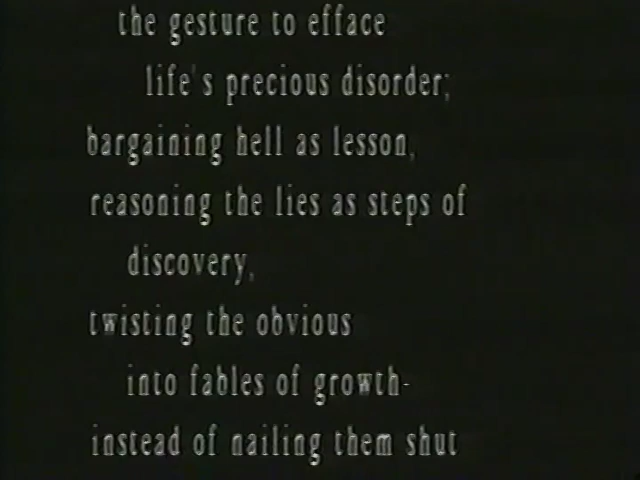 the gesture to efface
life's precious disorder;
bargaining hell as lesson,
reasoning the lies as steps of
discovery,
twisting the obvious
into fables of growth-
instead of nailing them shut